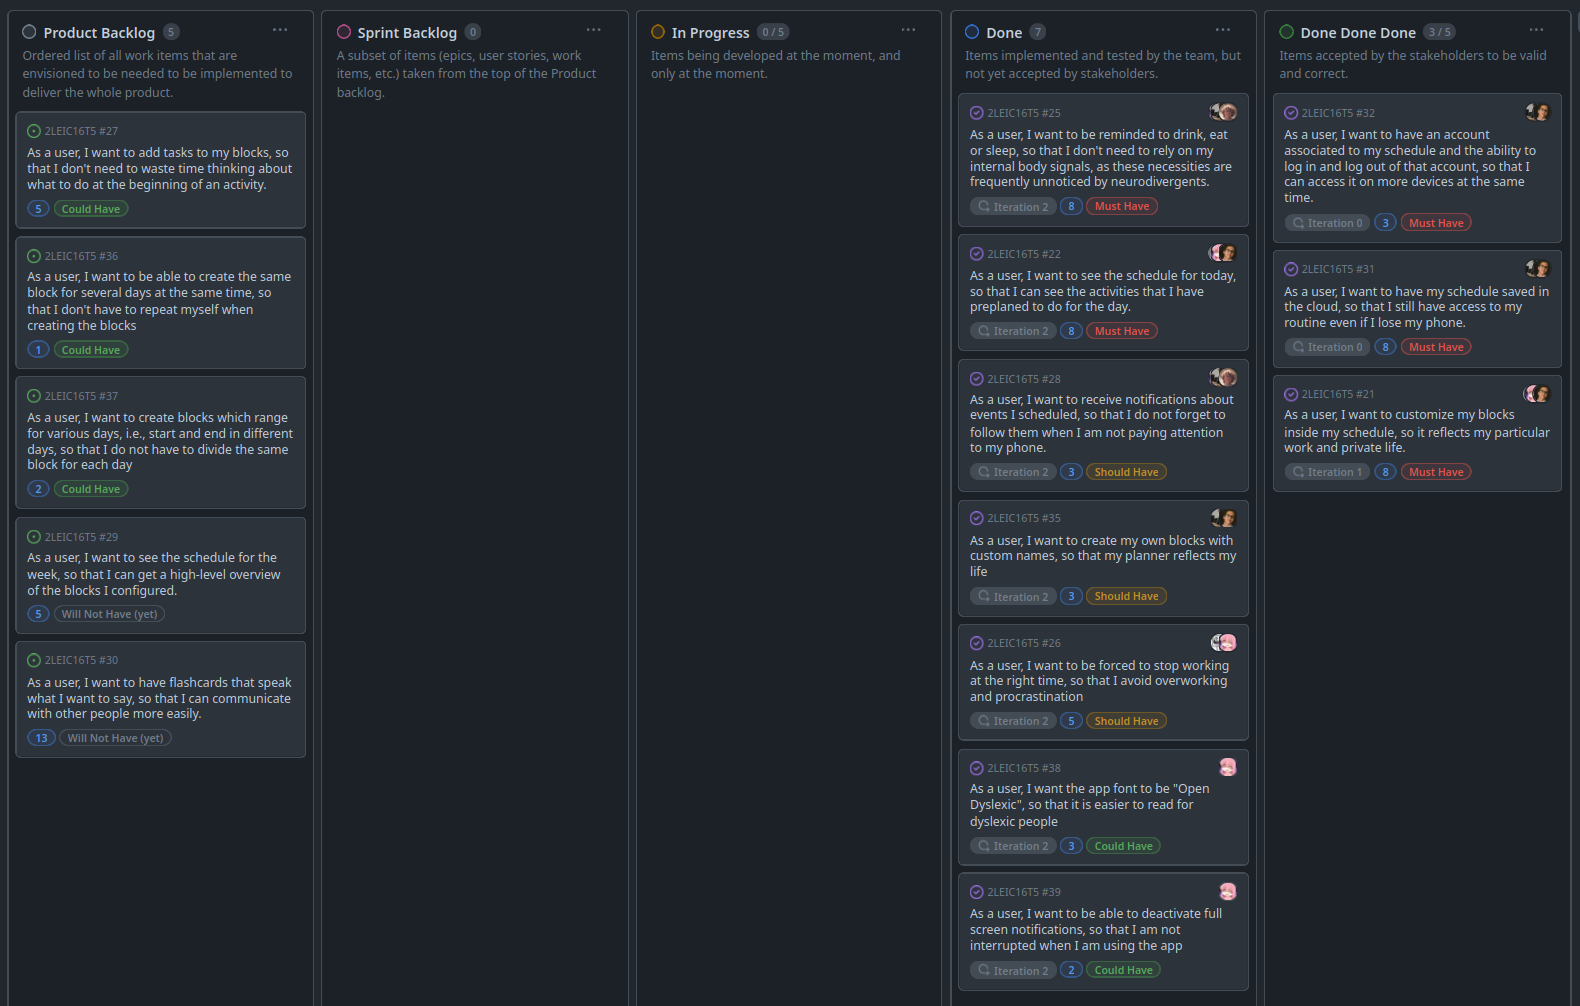 Product Backlog 5
Ordered list of all work items that are
envisioned to be needed to be implemented to
deliver the whole product.
2LEIC16T5 #27
As a user, I want to add tasks to my blocks, so
that I don't need to waste time thinking about
what to do at the beginning of an activity.
5 Could Have
2LEIC16T5 #36
As a user, I want to be able to create the same
block for several days at the same time, so
that I don't have to repeat myself when
creating the blocks
1 Could Have
2LEIC16T5 #37
As a user, I want to create blocks which range
for various days, i.e., start and end in different
days, so that I do not have to divide the same
block for each day
2 Could Have
2LEIC16T5 #29
As a user, I want to see the schedule for the
week, so that I can get a high-level overview
of the blocks I configured.
5 Will Not Have (yet)
2LEIC16T5 #30
As a user, I want to have flashcards that speak
what I want to say, so that I can communicate
with other people more easily.
13 Will Not Have (yet)
Sprint Backlog 0
A subset of items (epics, user stories, work
items, etc.) taken from the top of the Product
backlog.
In Progress 0 / 5
Items being developed at the moment, and
only at the moment.
Done 7
Items implemented and tested by the team, but
not yet accepted by stakeholders.
2LEIC16T5 #25
As a user, I want to be reminded to drink, eat
or sleep, so that I don't need to rely on my
internal body signals, as these necessities are
frequently unnoticed by neurodivergents.
Iteration 2 8 Must Have
2LEIC16T5 #22
As a user, I want to see the schedule for today,
so that I can see the activities that I have
preplaned to do for the day.
Iteration 2 8 Must Have
2LEIC16T5 #28
As a user, I want to receive notifications about
events I scheduled, so that I do not forget to
follow them when I am not paying attention
to my phone.
Iteration 2 3 Should Have
2LEIC16T5 #35
As a user, I want to create my own blocks with
custom names, so that my planner reflects my
life
Iteration 2 3 Should Have
2LEIC16T5 #26
As a user, I want to be forced to stop working
at the right time, so that I avoid overworking
and procrastination
Iteration 2 5 Should Have
2LEIC16T5 #38
As a user, I want the app font to be "Open
Dyslexic", so that it is easier to read for
dyslexic people
Iteration 2 3 Could Have
2LEIC16T5 #39
As a user, I want to be able to deactivate full
screen notifications, so that I am not
interrupted when I am using the app
Iteration 2 2 Could Have
Done Done Done 3 / 5
Items accepted by the stakeholders to be valid
and correct.
2LEIC16T5 #32
As a user, I want to have an account
associated to my schedule and the ability to
log in and log out of that account, so that I
can access it on more devices at the same
time.
Iteration 0 3 Must Have
2LEIC16T5 #31
As a user, I want to have my schedule saved in
the cloud, so that I still have access to my
routine even if I lose my phone.
Iteration 0 8 Must Have
2LEIC16T5 #21
As a user, I want to customize my blocks
inside my schedule, so it reflects my particular
work and private life.
Iteration 1 8 Must Have